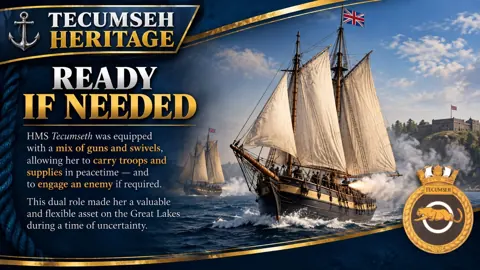 TECUMSEH
HERITAGE
READY
IF NEEDED
HMS Tecumseth was equipped
with a mix of guns and swivels,
allowing her to carry troops and
supplies in peacetime — and
to engage an enemy if required.
This dual role made her a valuable
and flexible asset on the Great Lakes
during a time of uncertainty.
TECUMSEH